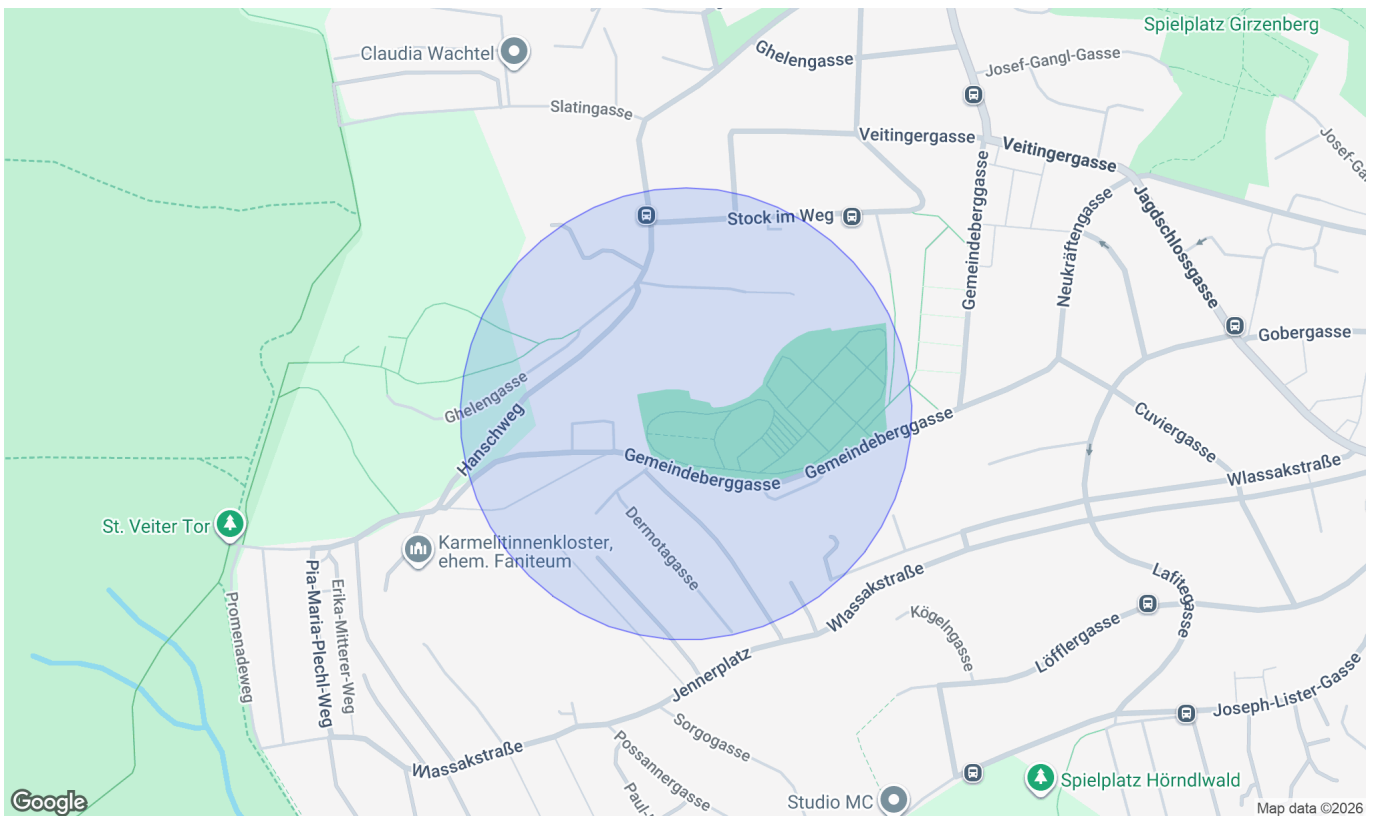 Spielplatz Girzenberg
Claudia Wachtel
Ghelengasse
Josef-Gangl-Gasse
Slatingasse
Veitingergasse
Veitingergasse
Josef-Ga
Stock im Weg
Gemeindeberggasse
Neukräftengasse
Jagdschlossgasse
Gobergasse
Ghelengasse
Hanschweg
Gemeindeberggasse
Gemeindeberggasse
Cuviergasse
Wlassakstraße
St. Veiter Tor
Karmelitinnenkloster,
ehem. Faniteum
Dermotagasse
Pia-Maria-Plechl-Weg
Erika-Mitterer-Weg
Promenadeweg
Wlassakstraße
Lafitegasse
Kögelngasse
Löfflergasse
Jennerplatz
Joseph-Lister-Gasse
Sorgogasse
Possannergasse
Wlassakstraße
Paul-
Spielplatz Hörndlwald
Studio MC
Google
Map data ©2026